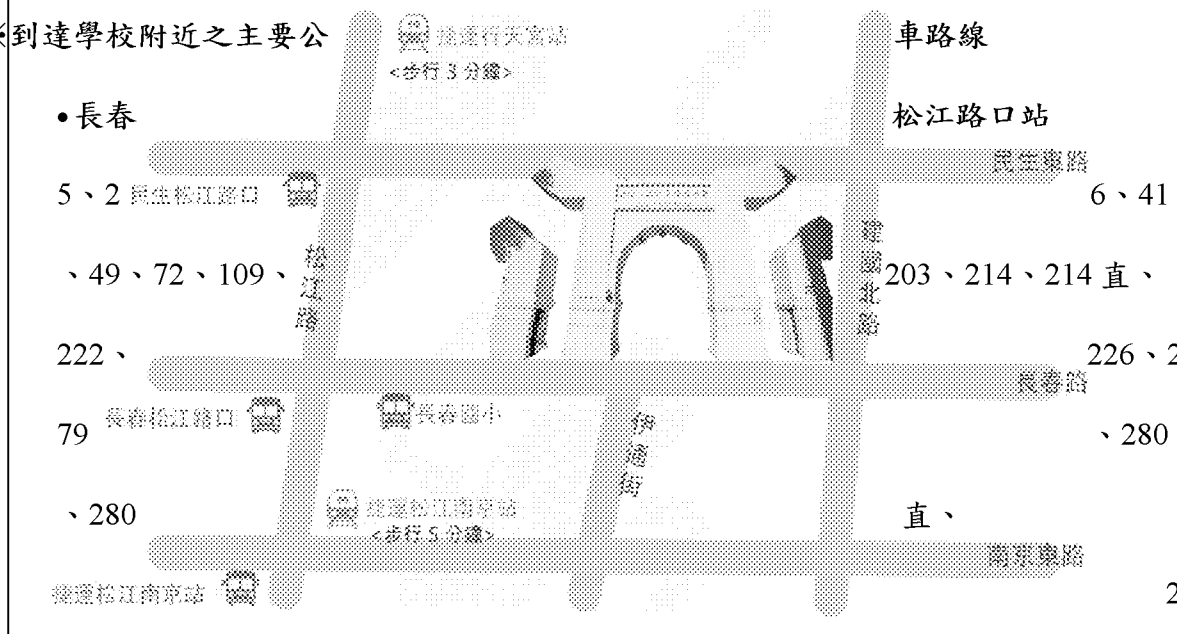 ※到達學校附近之主要公車路線
捷運行天宮站
<步行 3 分鐘>
•長春松江路口站
民生東路
5、2
民生松江路口
6、41
松江路
建國北路
、49、72、109、
203、214、214 直、
222、
226、2
長春路
長春松江路口
長春國小
79
、280
伊通街
、280
捷運松江南京站
<步行 5 分鐘>
直、
南京東路
捷運松江南京站
2